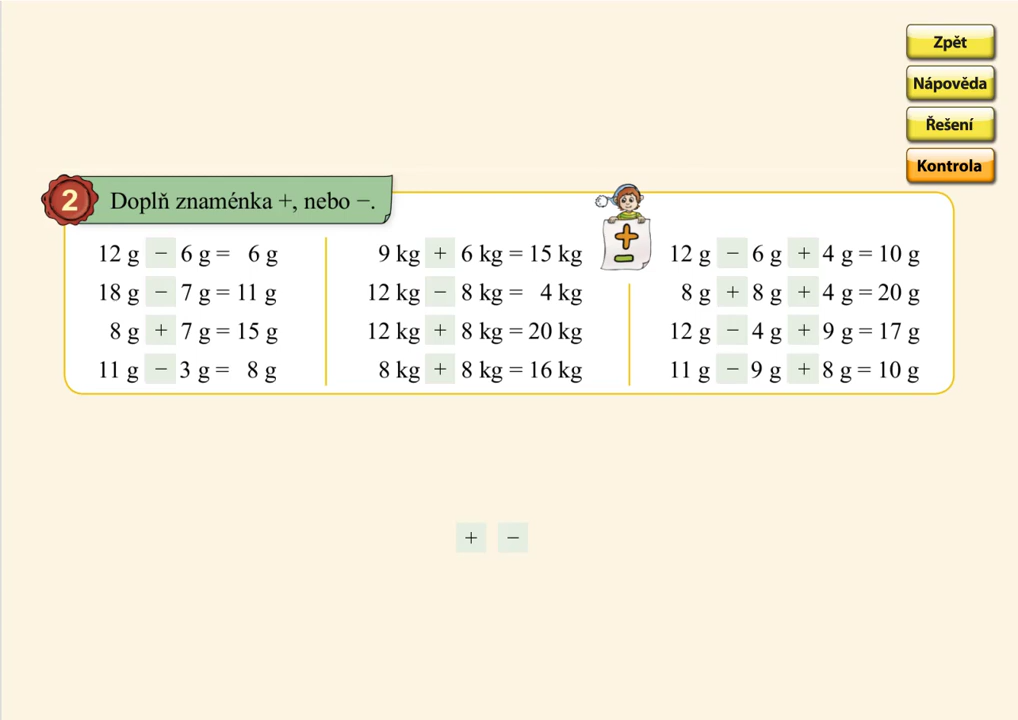 Zpět
Nápověda
Řešení
Kontrola
2 Doplň znaménka +, nebo −.
12 g − 6 g = 6 g
18 g − 7 g = 11 g
8 g + 7 g = 15 g
11 g − 3 g = 8 g
9 kg + 6 kg = 15 kg
12 kg − 8 kg = 4 kg
12 kg + 8 kg = 20 kg
8 kg + 8 kg = 16 kg
+
−
12 g − 6 g + 4 g = 10 g
8 g + 8 g + 4 g = 20 g
12 g − 4 g + 9 g = 17 g
11 g − 9 g + 8 g = 10 g
+ −